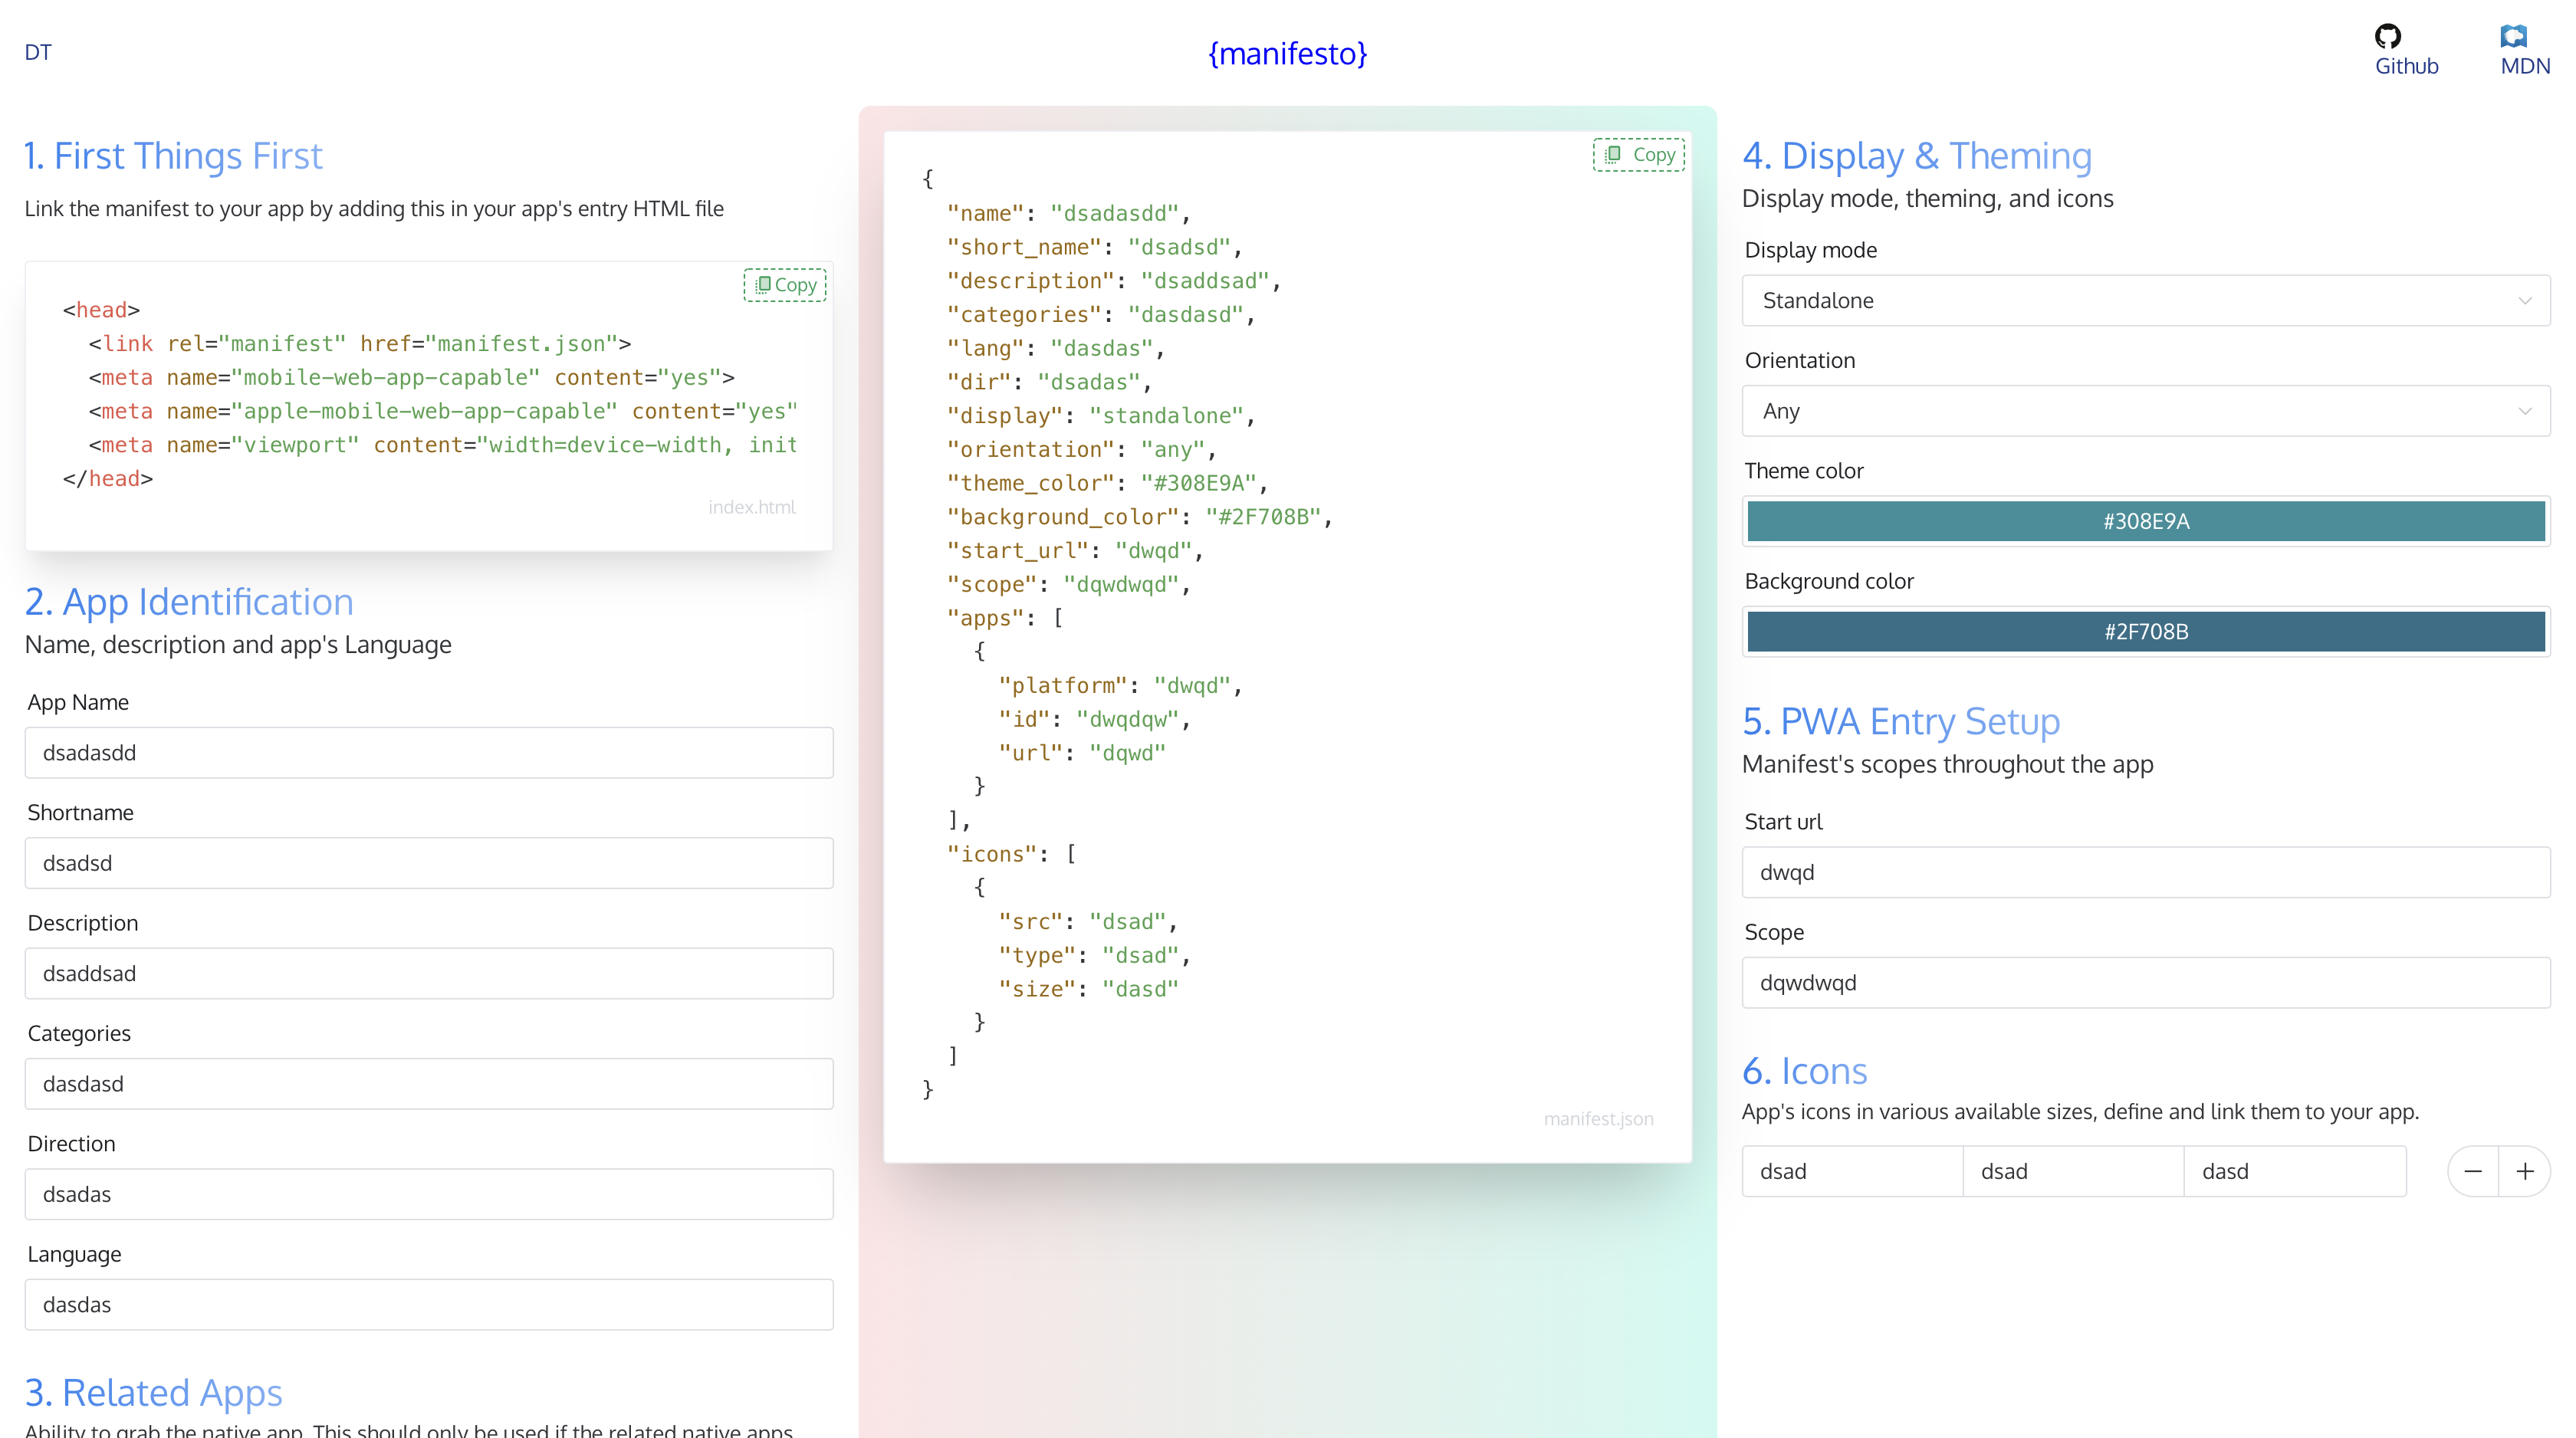 DT
{manifesto}
Github
MDN
1. First Things First
Link the manifest to your app by adding this in your app's entry HTML file
Copy
<head>
  <link rel="manifest" href="manifest.json">
  <meta name="mobile-web-app-capable" content="yes">
  <meta name="apple-mobile-web-app-capable" content="yes"
  <meta name="viewport" content="width=device-width, init
</head>
index.html
2. App Identification
Name, description and app's Language
App Name
dsadasdd
Shortname
dsadsd
Description
dsaddsad
Categories
dasdasd
Direction
dsadas
Language
dasdas
3. Related Apps
Ability to grab the native app. This should only be used if the related native apps
Copy
{
  "name": "dsadasdd",
  "short_name": "dsadsd",
  "description": "dsaddsad",
  "categories": "dasdasd",
  "lang": "dasdas",
  "dir": "dsadas",
  "display": "standalone",
  "orientation": "any",
  "theme_color": "#308E9A",
  "background_color": "#2F708B",
  "start_url": "dwqd",
  "scope": "dqwdwqd",
  "apps": [
    {
      "platform": "dwqd",
      "id": "dwqdqw",
      "url": "dqwd"
    }
  ],
  "icons": [
    {
      "src": "dsad",
      "type": "dsad",
      "size": "dasd"
    }
  ]
}
manifest.json
4. Display & Theming
Display mode, theming, and icons
Display mode
Standalone
Orientation
Any
Theme color
#308E9A
Background color
#2F708B
5. PWA Entry Setup
Manifest's scopes throughout the app
Start url
dwqd
Scope
dqwdwqd
6. Icons
App's icons in various available sizes, define and link them to your app.
dsad dsad dasd